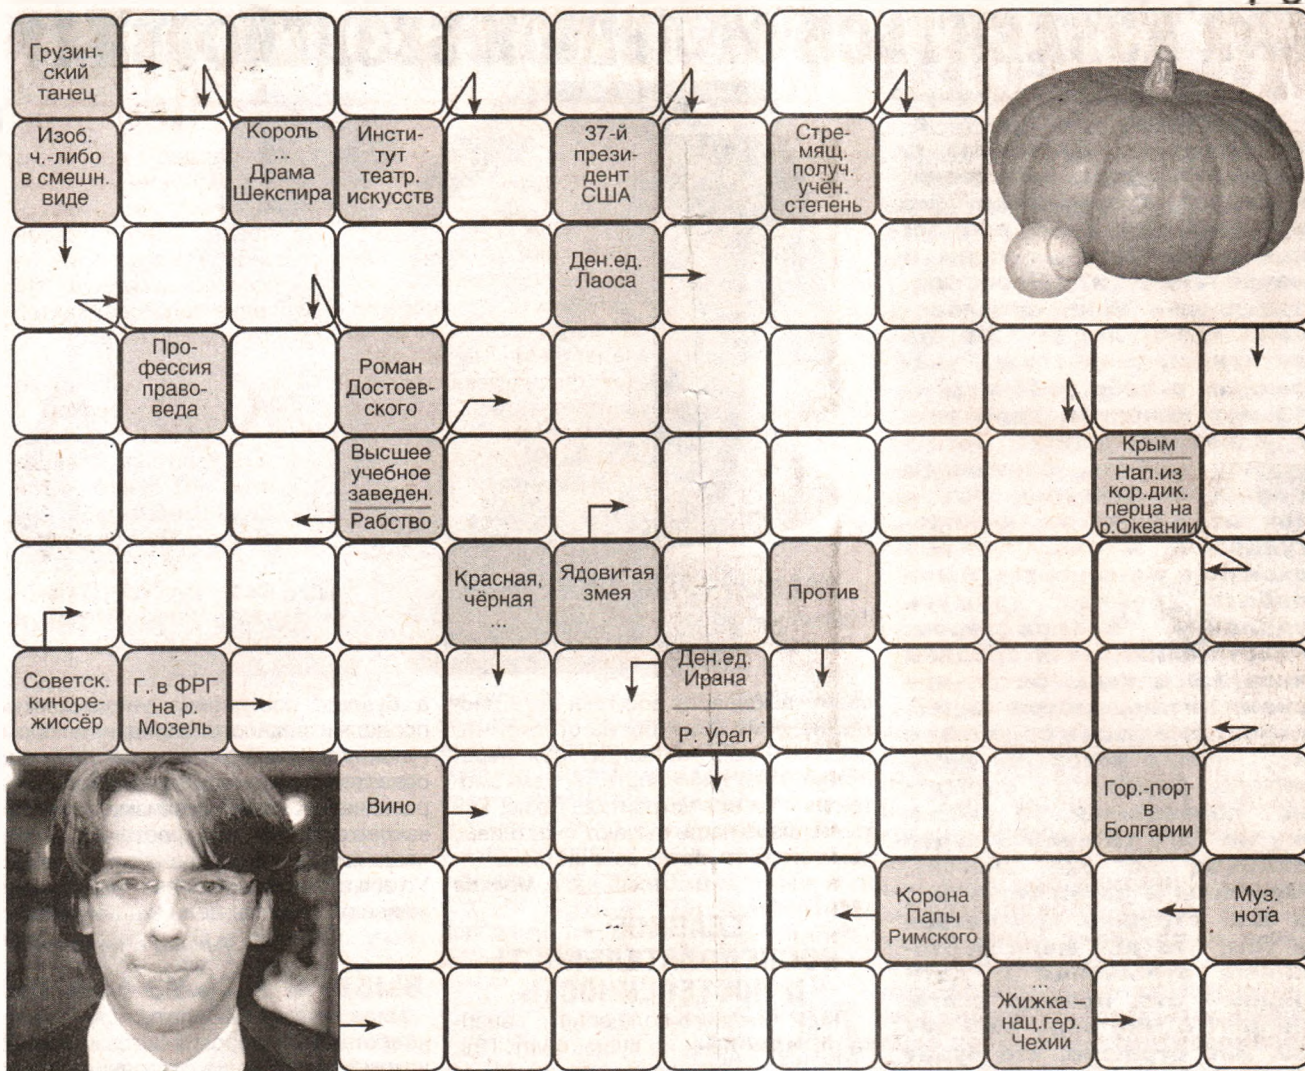 Грузин-
ский
танец
Изоб.
ч.-либо
в смешн.
виде
Король
...
Драма
Шекспира
Инсти-
тут
театр.
искусств
37-й
прези-
дент
США
Стре-
мящ.
получ.
учён.
степень
Ден.ед.
Лаоса
Про-
фессия
право-
веда
Роман
Достоев-
ского
Высшее
учебное
заведен.
Рабство
Крым
Нап.из
кор.дик.
перца на
р.Океании
Красная,
чёрная
...
Ядовитая
змея
Против
Советск.
киноре-
жиссёр
Г. в ФРГ
на р.
Мозель
Ден.ед.
Ирана
Р. Урал
Вино
Гор.-порт
в
Болгарии
Корона
Папы
Римского
Муз.
нота
...
Жижка –
нац.гер.
Чехии